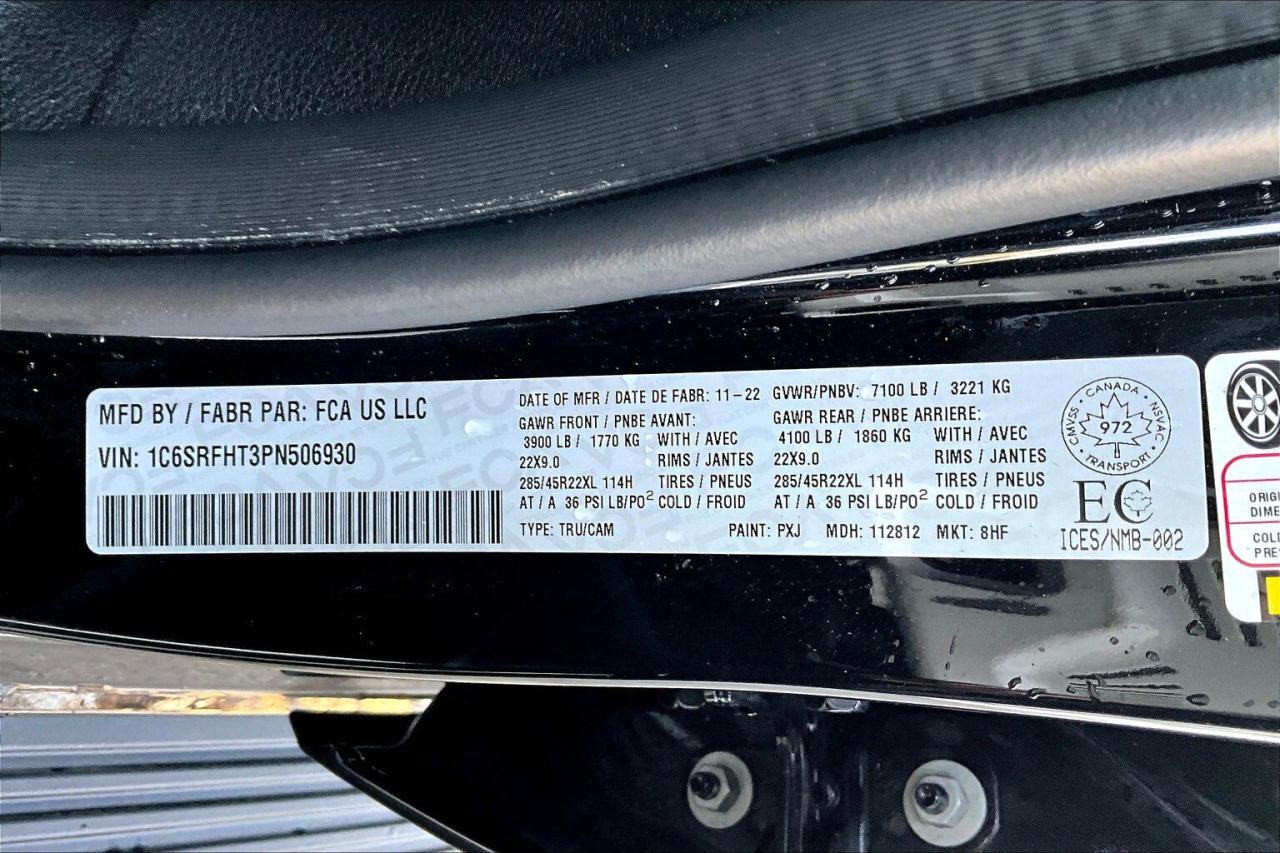 MFD BY / FABR PAR: FCA US LLC
VIN: 1C6SRFHT3PN506930
DATE OF MFR / DATE DE FABR: 11-22 GVWR/PNBV: 7100 LB / 3221 KG
GAWR FRONT / PNBE AVANT: GAWR REAR / PNBE ARRIERE:
3900 LB / 1770 KG WITH / AVEC 4100 LB / 1860 KG WITH / AVEC
22X9.0 RIMS / JANTES 22X9.0 RIMS / JANTES
285/45R22XL 114H TIRES / PNEUS 285/45R22XL 114H TIRES / PNEUS
AT / A 36 PSI LB/PO² COLD / FROID AT / A 36 PSI LB/PO² COLD / FROID
TYPE: TRU/CAM PAINT: PXJ MDH: 112812 MKT: 8HF
CANADA
CMVSS 972 NSVAC
TRANSPORT
EC
ICES/NMB-002
ORIGI
DIME
COL
PRE